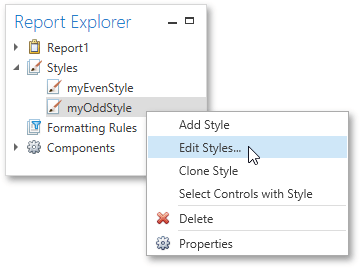 Report Explorer
Report1
Styles
myEvenStyle
myOddStyle
Formatting Rules
Components
Add Style
Edit Styles...
Clone Style
Select Controls with Style
Delete
Properties